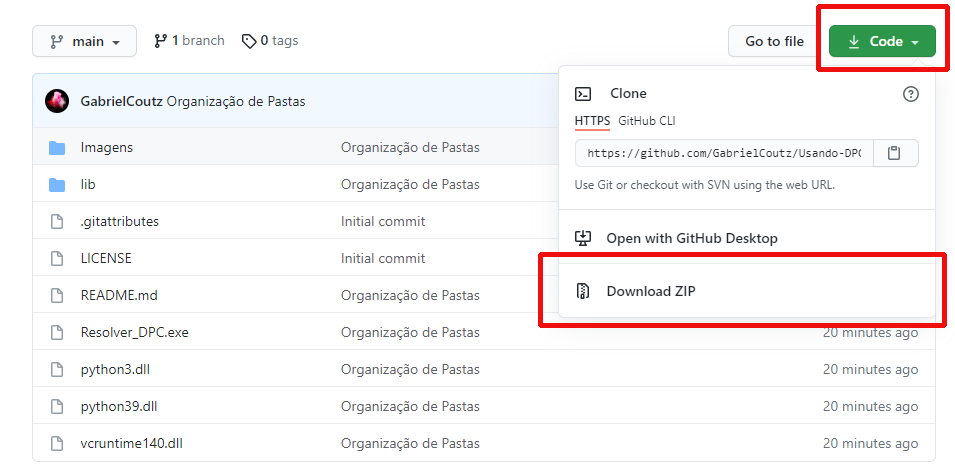 main 1 branch 0 tags Go to file Code
GabrielCoutz Organização de Pastas
Clone
HTTPS GitHub CLI
https://github.com/GabrielCoutz/Usando-DPC
Use Git or checkout with SVN using the web URL.
Open with GitHub Desktop
Download ZIP
Imagens Organização de Pastas
lib Organização de Pastas
.gitattributes Initial commit
LICENSE Initial commit
README.md Organização de Pastas
Resolver_DPC.exe Organização de Pastas 20 minutes ago
python3.dll Organização de Pastas 20 minutes ago
python39.dll Organização de Pastas 20 minutes ago
vcruntime140.dll Organização de Pastas 20 minutes ago